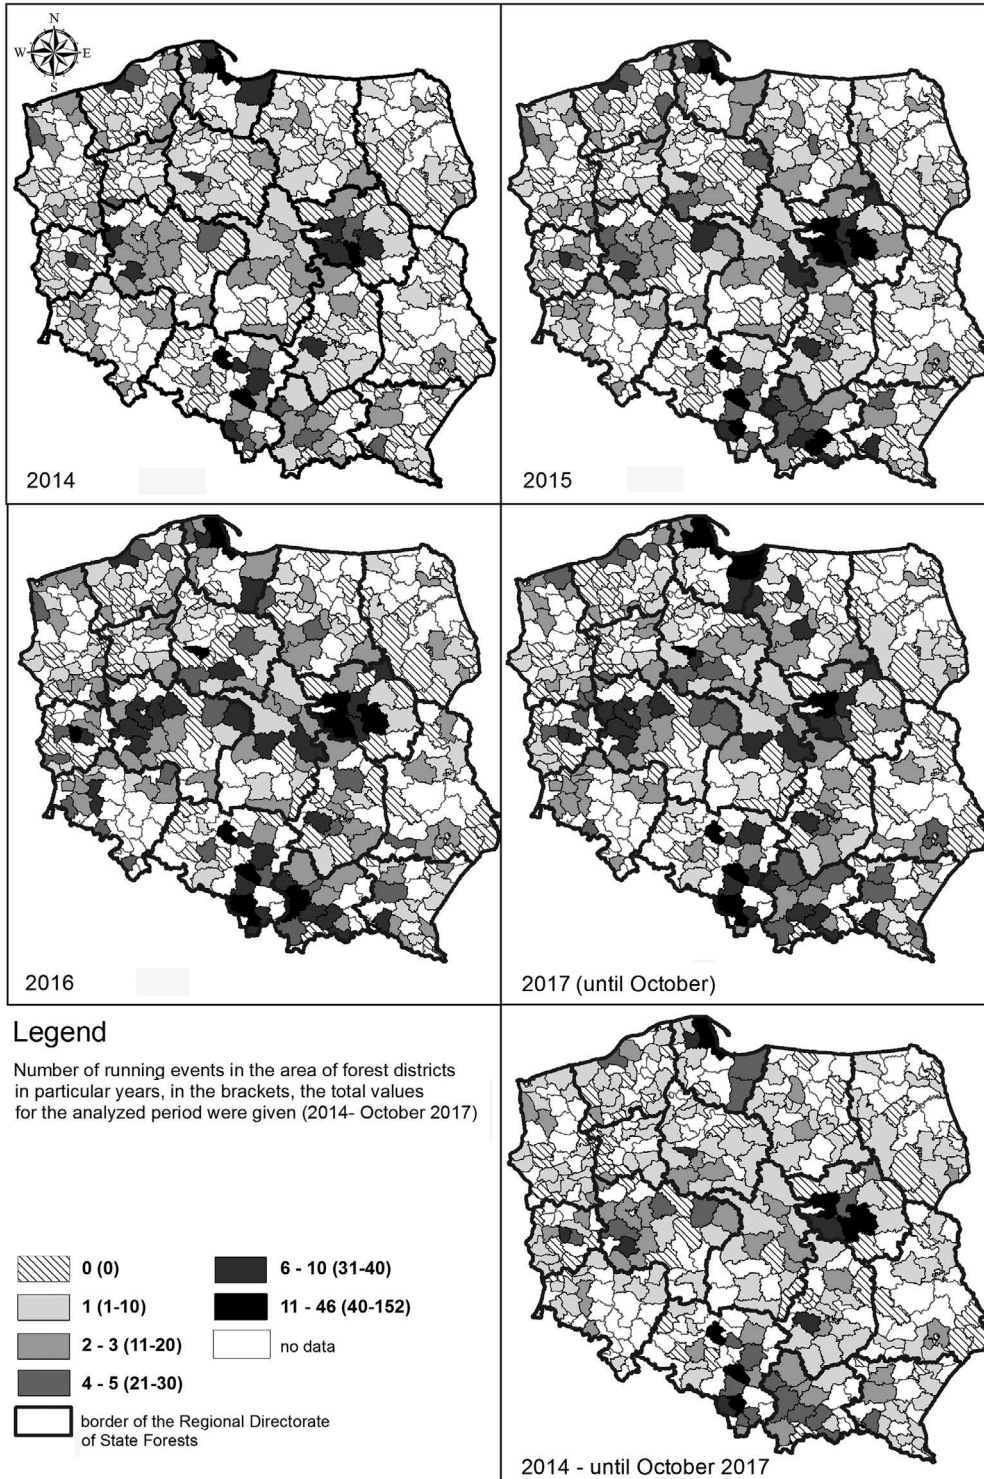 N
W
E
S
2014
2015
2016
2017 (until October)
Legend
Number of running events in the area of forest districts
in particular years, in the brackets, the total values
for the analyzed period were given (2014- October 2017)
0 (0)
1 (1-10)
2 - 3 (11-20)
4 - 5 (21-30)
6 - 10 (31-40)
11 - 46 (40-152)
no data
border of the Regional Directorate
of State Forests
2014 - until October 2017